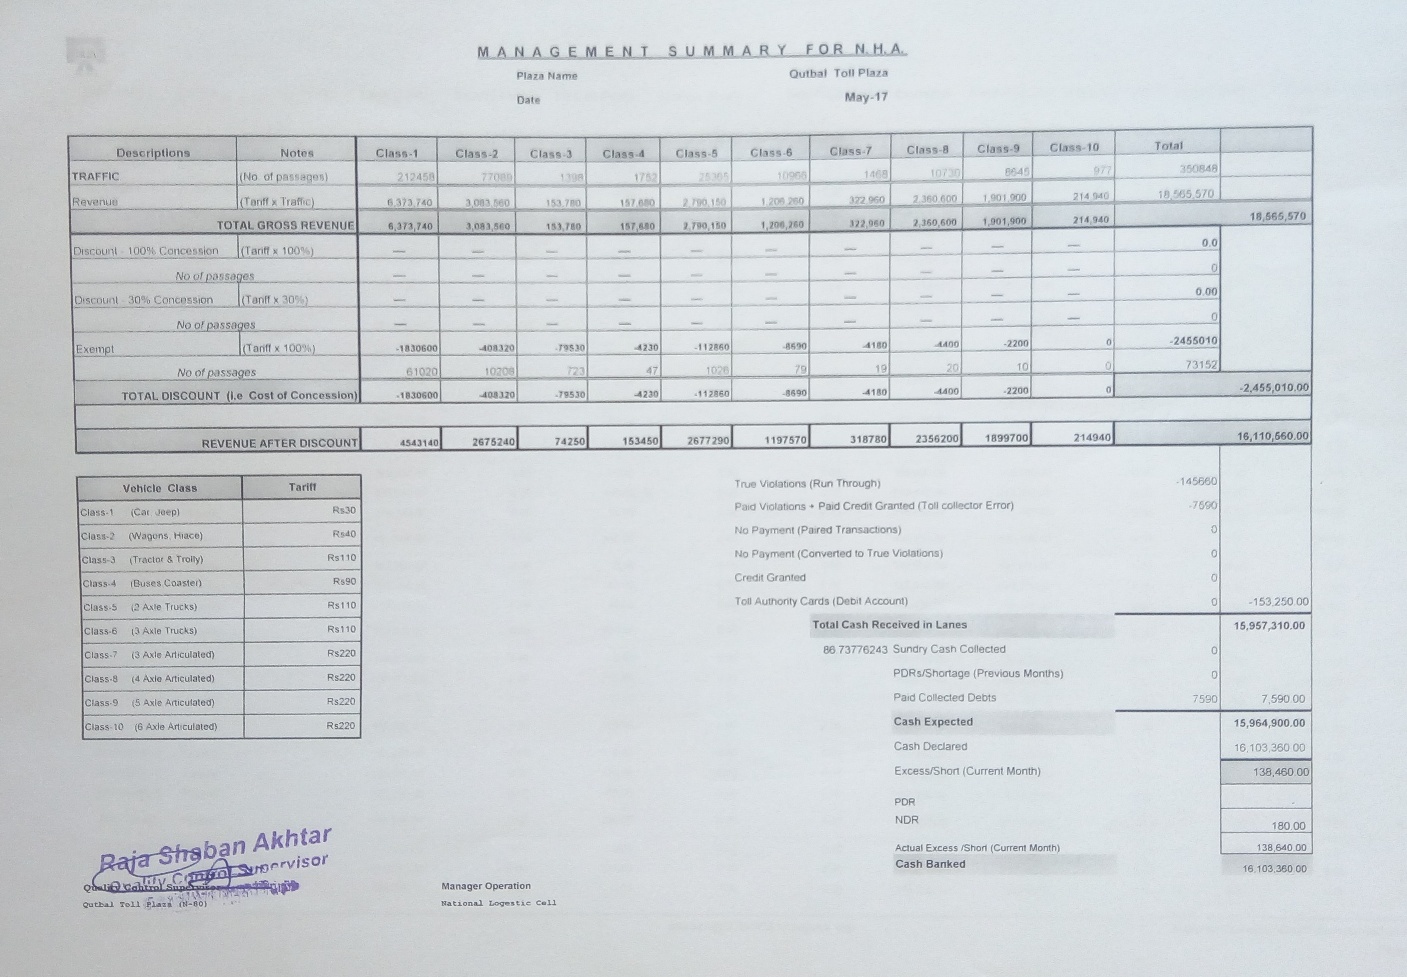 MANAGEMENT SUMMARY FOR N.H.A.
Plaza Name Qutbal Toll Plaza
Date May-17
Descriptions Notes Class-1 Class-2 Class-3 Class-4 Class-5 Class-6 Class-7 Class-8 Class-9 Class-10 Total
TRAFFIC (No. of passages) 212458 77089 1398 1752 25365 10966 1468 10730 8645 977 350848
Revenue (Tariff x Traffic) 6,373,740 3,083,560 153,780 157,680 2,790,150 1,206,260 322,960 2,360,600 1,901,900 214,940 18,565,570
TOTAL GROSS REVENUE 6,373,740 3,083,560 153,780 157,680 2,790,150 1,206,260 322,960 2,360,600 1,901,900 214,940 18,565,570
Discount - 100% Concession (Tariff x 100%) — — — — — — — — — — 0.0
No of passages — — — — — — — — — — 0
Discount - 30% Concession (Tariff x 30%) — — — — — — — — — — 0.00
No of passages — — — — — — — — — — 0
Exempt (Tariff x 100%) -1830600 -408320 -79530 -4230 -112860 -8690 -4180 -4400 -2200 0 -2455010
No of passages 61020 10208 723 47 1026 79 19 20 10 0 73152
TOTAL DISCOUNT (i.e Cost of Concession) -1830600 -408320 -79530 -4230 -112860 -8690 -4180 -4400 -2200 0 -2,455,010.00
REVENUE AFTER DISCOUNT 4543140 2675240 74250 153450 2677290 1197570 318780 2356200 1899700 214940 16,110,560.00
Vehicle Class Tariff
Class-1 (Car, Jeep) Rs30
Class-2 (Wagons, Hiace) Rs40
Class-3 (Tractor & Trolly) Rs110
Class-4 (Buses,Coaster) Rs90
Class-5 (2 Axle Trucks) Rs110
Class-6 (3 Axle Trucks) Rs110
Class-7 (3 Axle Articulated) Rs220
Class-8 (4 Axle Articulated) Rs220
Class-9 (5 Axle Articulated) Rs220
Class-10 (6 Axle Articulated) Rs220
True Violations (Run Through) -145660
Paid Violations + Paid Credit Granted (Toll collector Error) -7590
No Payment (Paired Transactions) 0
No Payment (Converted to True Violations) 0
Credit Granted 0
Toll Authority Cards (Debit Account) 0 -153,250.00
Total Cash Received in Lanes 15,957,310.00
86.73776243 Sundry Cash Collected 0
PDRs/Shortage (Previous Months) 0
Paid Collected Debts 7590 7,590.00
Cash Expected 15,964,900.00
Cash Declared 16,103,360.00
Excess/Short (Current Month) 138,460.00
PDR -
NDR 180.00
Actual Excess /Short (Current Month) 138,640.00
Cash Banked 16,103,360.00
Raja Shaban Akhtar
Quality Control Supervisor
Quality Control Supervisor
Qutbal Toll Plaza (N-80)
Manager Operation
National Logestic Cell